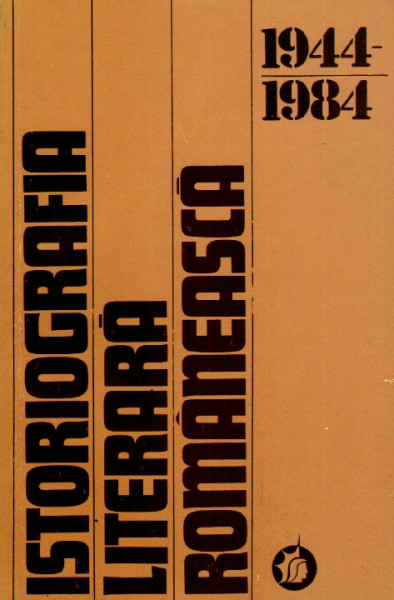 1944-
1984
ISTORIOGRAFIA
LITERARĂ
ROMÂNEASCĂ